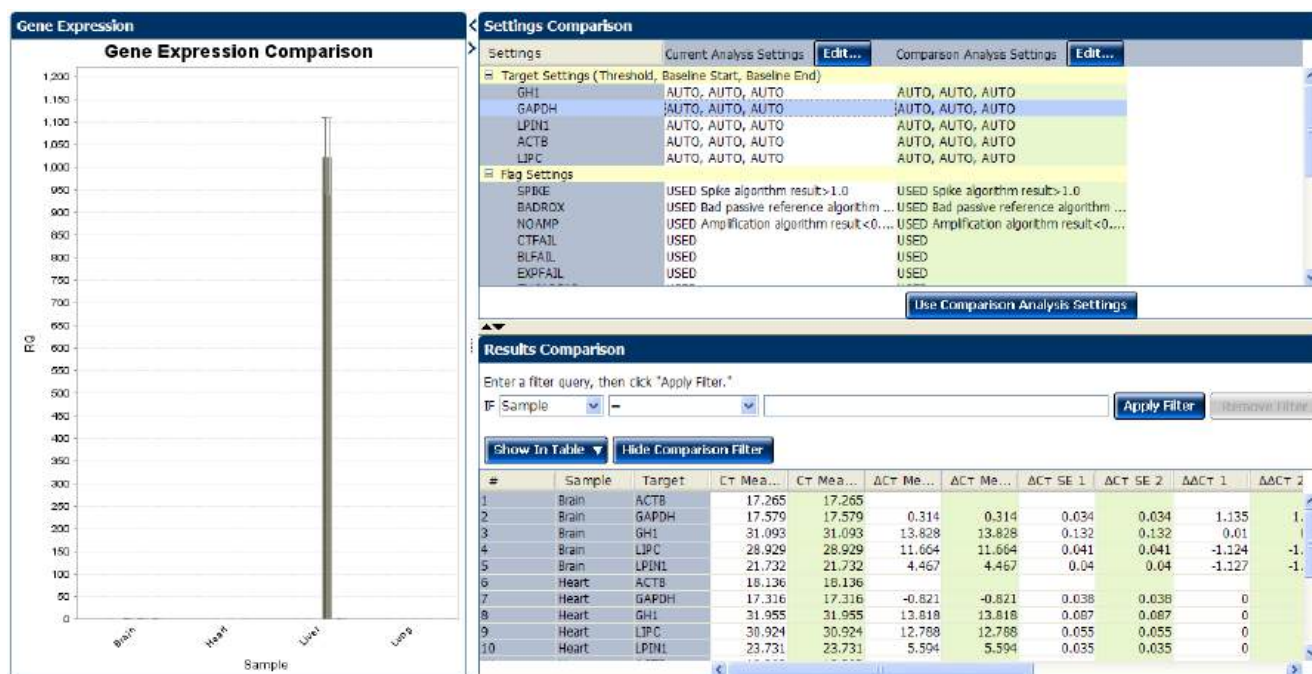 Gene Expression
Gene Expression Comparison
1,200
1,150
1,100
1,050
1,000
950
900
850
800
750
700
650
600
550
500
450
400
350
300
250
200
150
100
50
0
RQ
Brain
Heart
Liver
Lung
Sample
Settings Comparison
Settings Current Analysis Settings Edit... Comparison Analysis Settings Edit...
Target Settings (Threshold, Baseline Start, Baseline End)
GH1 AUTO, AUTO, AUTO AUTO, AUTO, AUTO
GAPDH AUTO, AUTO, AUTO AUTO, AUTO, AUTO
LPIN1 AUTO, AUTO, AUTO AUTO, AUTO, AUTO
ACTB AUTO, AUTO, AUTO AUTO, AUTO, AUTO
LIPC AUTO, AUTO, AUTO AUTO, AUTO, AUTO
Flag Settings
SPIKE USED Spike algorithm result>1.0 USED Spike algorithm result>1.0
BADROX USED Bad passive reference algorithm ... USED Bad passive reference algorithm ...
NOAMP USED Amplification algorithm result<0.... USED Amplification algorithm result<0....
CTFAIL USED USED
BLFAIL USED USED
EXPFAIL USED USED
Use Comparison Analysis Settings
Results Comparison
Enter a filter query, then click "Apply Filter."
IF Sample = Apply Filter Remove Filter
Show In Table ▼ Hide Comparison Filter
# Sample Target CT Mea... CT Mea... ΔCT Me... ΔCT Me... ΔCT SE 1 ΔCT SE 2 ΔΔCT 1 ΔΔCT 2
1 Brain ACTB 17.265 17.265
2 Brain GAPDH 17.579 17.579 0.314 0.314 0.034 0.034 1.135 1.
3 Brain GH1 31.093 31.093 13.828 13.828 0.132 0.132 0.01
4 Brain LIPC 28.929 28.929 11.664 11.664 0.041 0.041 -1.124 -1.
5 Brain LPIN1 21.732 21.732 4.467 4.467 0.04 0.04 -1.127 -1.
6 Heart ACTB 18.136 18.136
7 Heart GAPDH 17.316 17.316 -0.821 -0.821 0.038 0.038 0
8 Heart GH1 31.955 31.955 13.818 13.818 0.087 0.087 0
9 Heart LIPC 30.924 30.924 12.788 12.788 0.055 0.055 0
10 Heart LPIN1 23.731 23.731 5.594 5.594 0.035 0.035 0